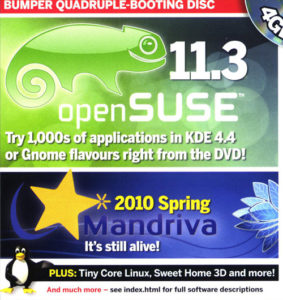 BUMPER QUADRUPLE-BOOTING DISC
4G
11.3
openSUSE™
Try 1,000s of applications in KDE 4.4
or Gnome flavours right from the DVD!
2010 Spring
Mandriva
It's still alive!
PLUS: Tiny Core Linux, Sweet Home 3D and more!
And much more – see index.html for full software descriptions